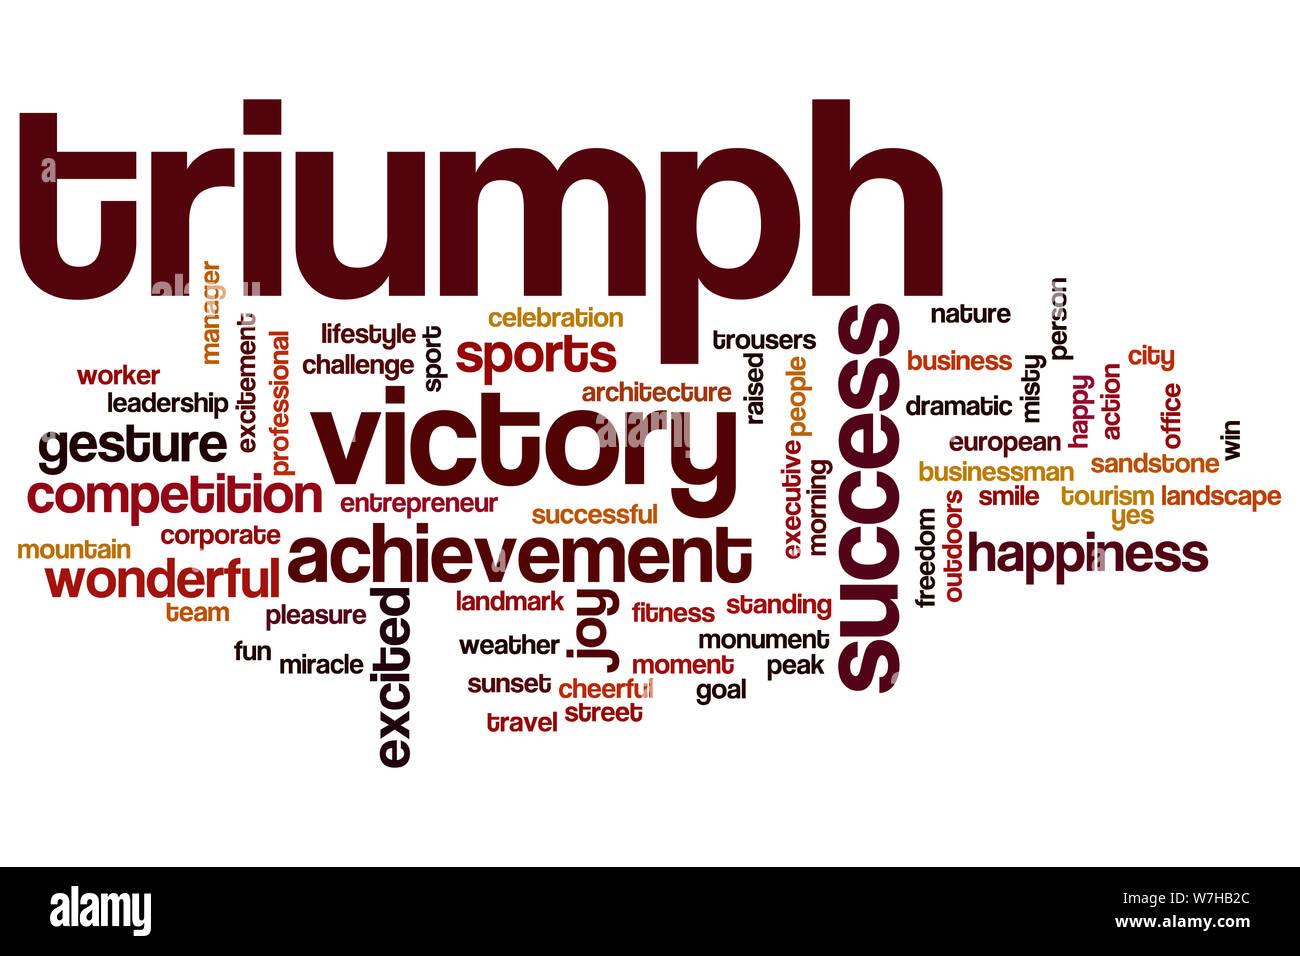 triumph
manager
excitement
professional
lifestyle
challenge
sport
celebration
sports
trousers
raised
people
architecture
success
nature
person
business
misty
city
happy
action
office
win
worker
leadership
gesture
victory
dramatic
european
businessman
sandstone
competition
entrepreneur
successful
executive
morning
freedom
outdoors
smile
tourism
landscape
yes
corporate
mountain
wonderful
achievement
happiness
team
pleasure
excited
landmark
joy
fitness
standing
fun
miracle
weather
monument
moment
peak
sunset
cheerful
goal
travel
street
alamy
Image ID: W7HB2C
www.alamy.com